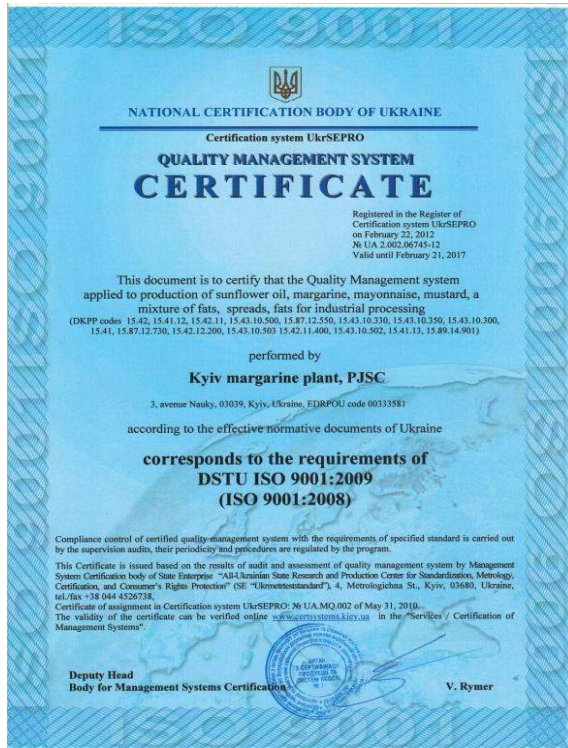 ISO 9001
NATIONAL CERTIFICATION BODY OF UKRAINE
Certification system UkrSEPRO
QUALITY MANAGEMENT SYSTEM
CERTIFICATE
Registered in the Register of
Certification system UkrSEPRO
on February 22, 2012
№ UA 2.002.06745-12
Valid until February 21, 2017
This document is to certify that the Quality Management system
applied to production of sunflower oil, margarine, mayonnaise, mustard, a
mixture of fats, spreads, fats for industrial processing
(DKPP codes 15.42, 15.41.12, 15.42.11, 15.43.10.500, 15.87.12.550, 15.43.10.330, 15.43.10.350, 15.43.10.300,
15.41, 15.87.12.730, 15.42.12.200, 15.43.10.503 15.42.11.400, 15.43.10.502, 15.41.13, 15.89.14.901)
performed by
Kyiv margarine plant, PJSC
3, avenue Nauky, 03039, Kyiv, Ukraine, EDRPOU code 00333581
according to the effective normative documents of Ukraine
corresponds to the requirements of
DSTU ISO 9001:2009
(ISO 9001:2008)
Compliance control of certified quality management system with the requirements of specified standard is carried out
by the supervision audits, their periodicity and procedures are regulated by the program.
This Certificate is issued based on the results of audit and assessment of quality management system by Management
System Certification body of State Enterprise "All-Ukrainian State Research and Production Center for Standardization, Metrology,
Certification, and Consumer's Rights Protection" (SE "Ukrmetrteststandard"), 4, Metrologichna St., Kyiv, 03680, Ukraine,
tel./fax +38 044 4526738,
Certificate of assignment in Certification system UkrSEPRO: № UA.MQ.002 of May 31, 2010.
The validity of the certificate can be verified online www.certsystems.kiev.ua in the "Services / Certification of
Management Systems".
ОРГАН
З СЕРТИФІКАЦІЇ
ПРОДУКЦІЇ ТА
СИСТЕМ ЯКОСТІ
Deputy Head
Body for Management Systems Certification
V. Rymer